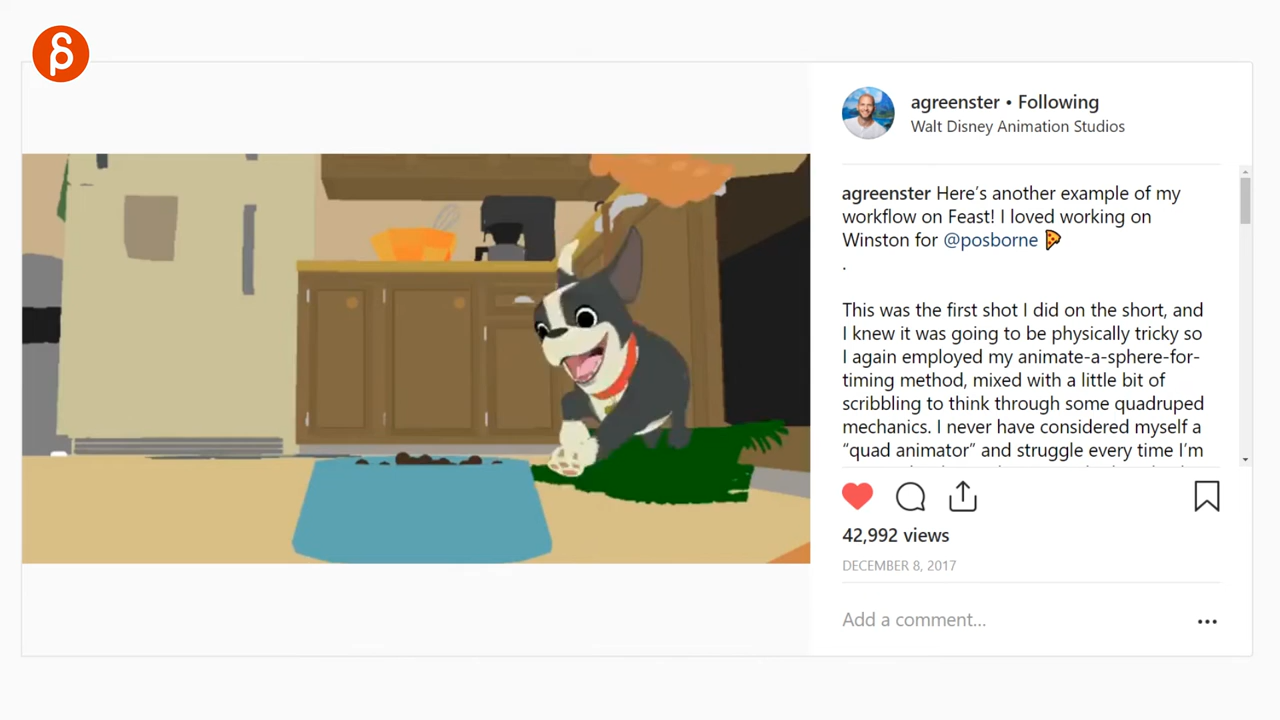 agreenster • Following
Walt Disney Animation Studios
agreenster Here's another example of my
workflow on Feast! I loved working on
Winston for @posborne
.
This was the first shot I did on the short, and
I knew it was going to be physically tricky so
I again employed my animate-a-sphere-for-
timing method, mixed with a little bit of
scribbling to think through some quadruped
mechanics. I never have considered myself a
“quad animator” and struggle every time I'm
42,992 views
DECEMBER 8, 2017
Add a comment...